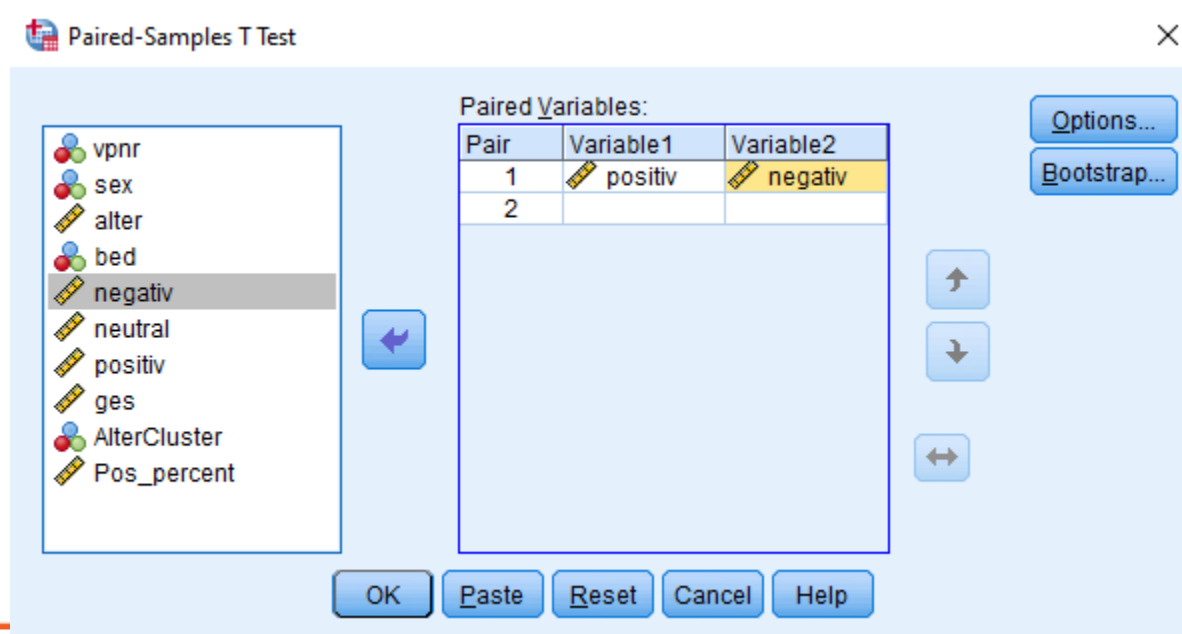 Paired-Samples T Test
Paired Variables:
vpnr
sex
alter
bed
negativ
neutral
positiv
ges
AlterCluster
Pos_percent
Pair Variable1 Variable2
1 positiv negativ
2
Options...
Bootstrap...
OK Paste Reset Cancel Help